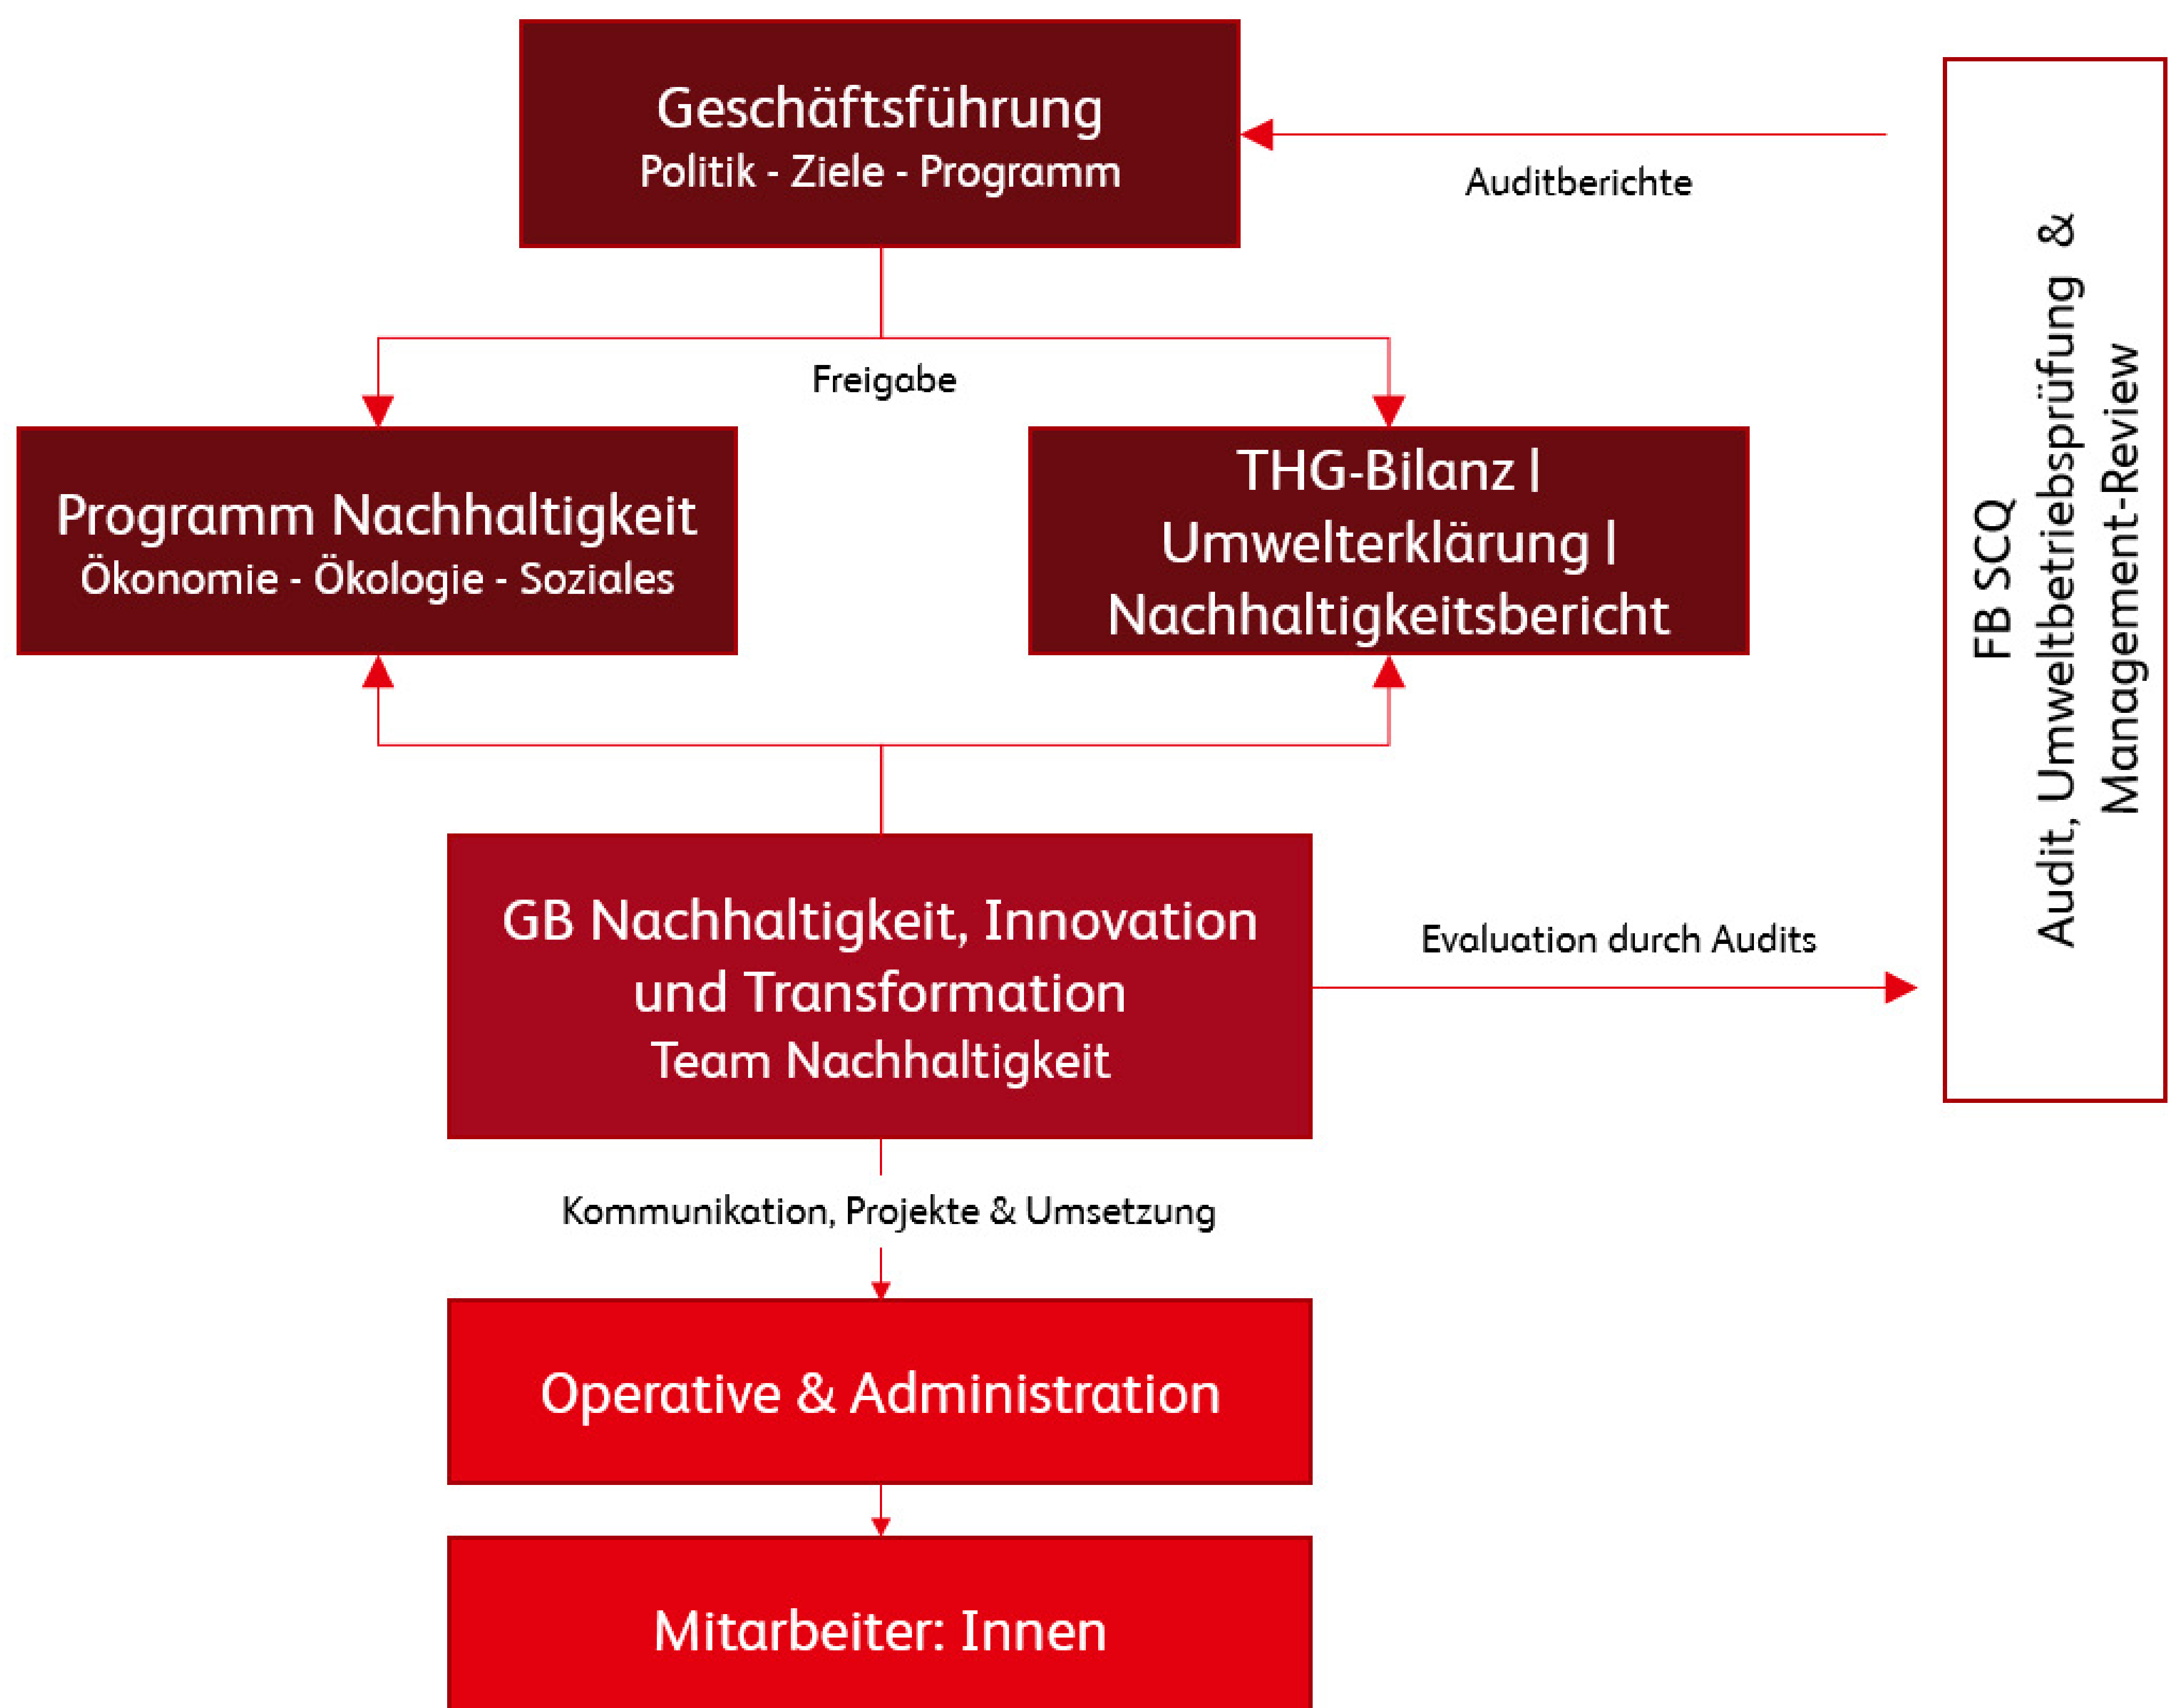 Geschäftsführung
Politik - Ziele - Programm
Auditberichte
Freigabe
Programm Nachhaltigkeit
Ökonomie - Ökologie - Soziales
THG-Bilanz |
Umwelterklärung |
Nachhaltigkeitsbericht
FB SCQ
Audit, Umweltbetriebsprüfung &
Management-Review
GB Nachhaltigkeit, Innovation
und Transformation
Team Nachhaltigkeit
Evaluation durch Audits
Kommunikation, Projekte & Umsetzung
Operative & Administration
Mitarbeiter: Innen